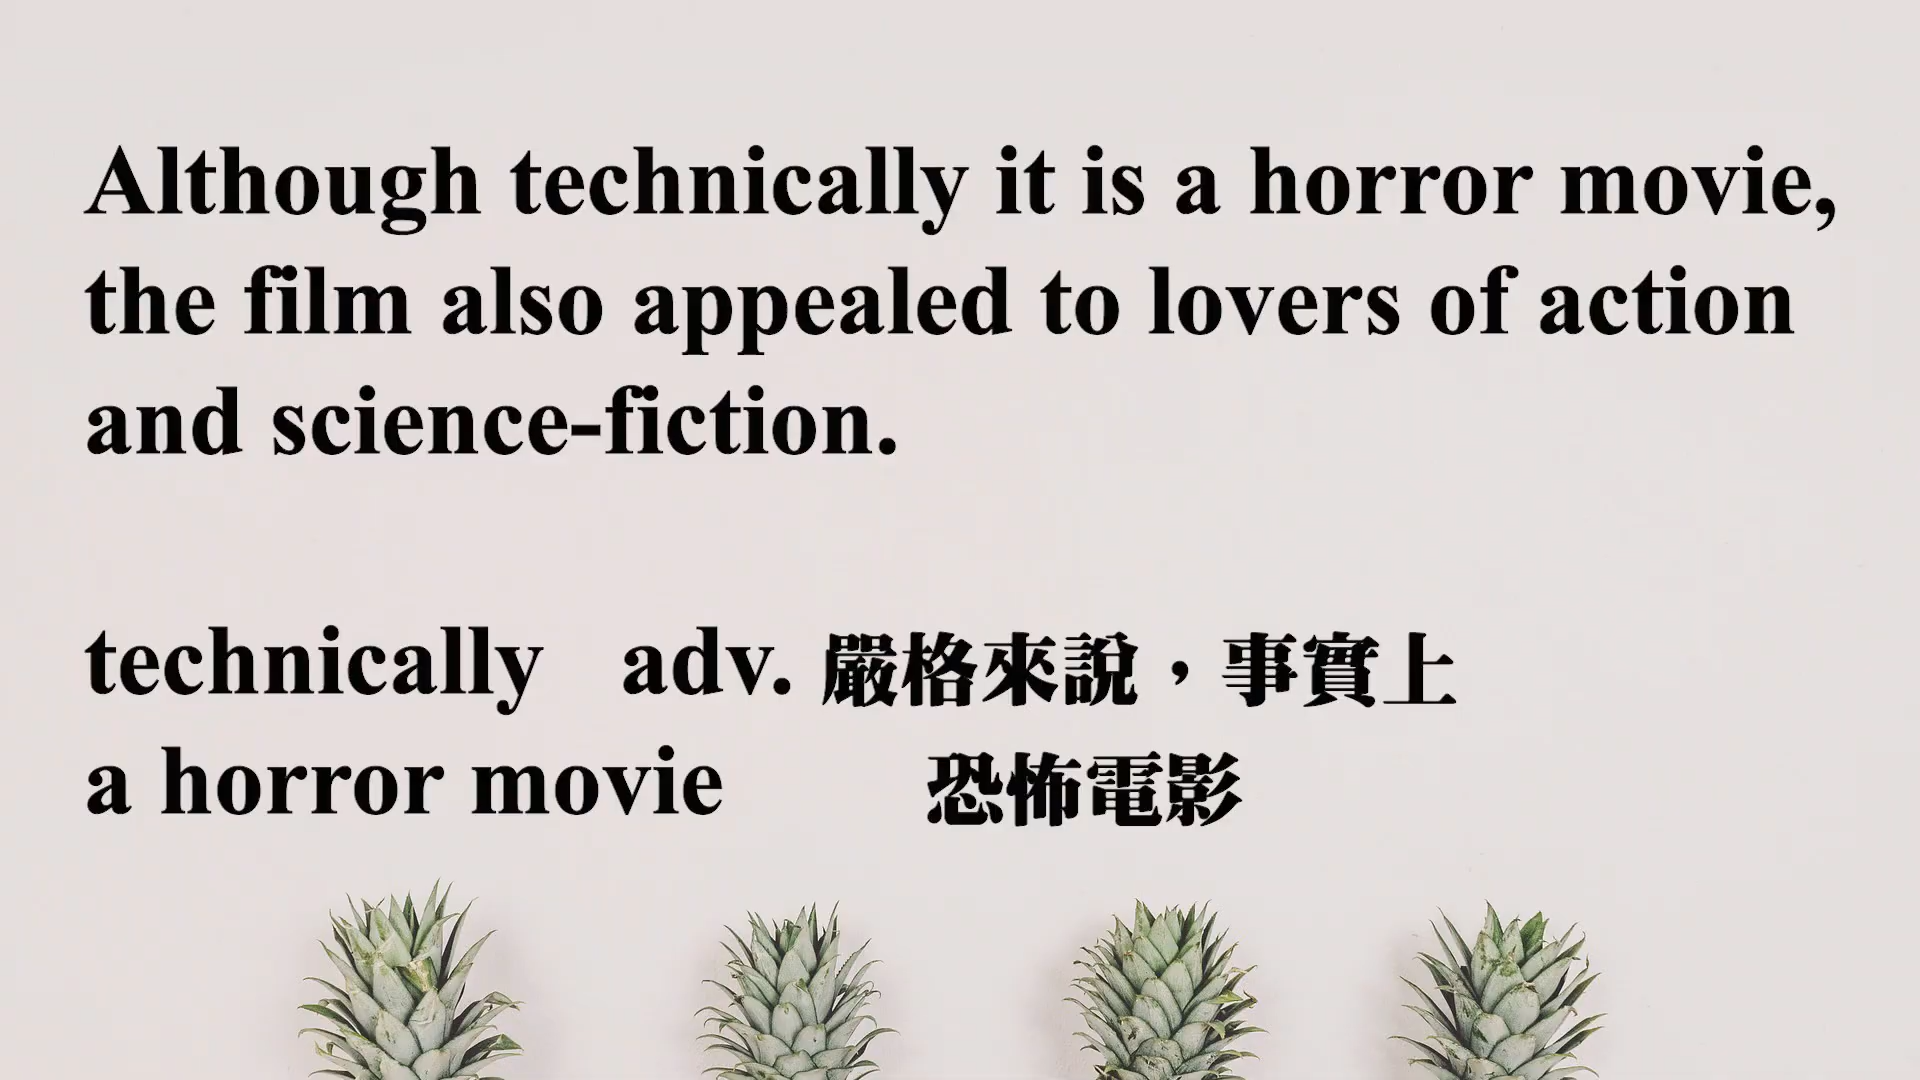 Although technically it is a horror movie,
the film also appealed to lovers of action
and science-fiction.
technically adv. 嚴格來說，事實上
a horror movie 恐怖電影